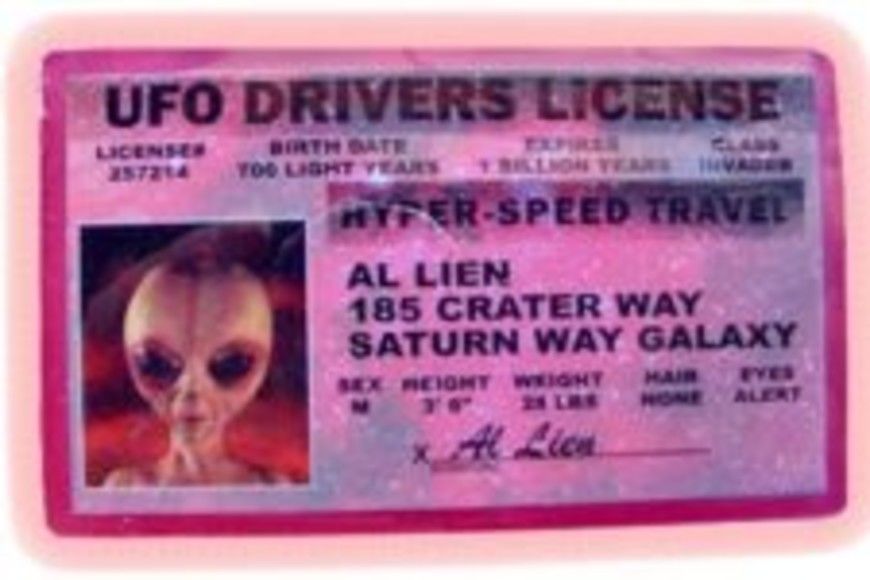 UFO DRIVERS LICENSE
LICENSE# BIRTH DATE EXPIRES CLASS
257214 700 LIGHT YEARS 1 BILLION YEARS INVADER
HYPER-SPEED TRAVEL
AL LIEN
185 CRATER WAY
SATURN WAY GALAXY
SEX HEIGHT WEIGHT HAIR EYES
M 3' 6" 28 LBS NONE ALERT
x Al Lien